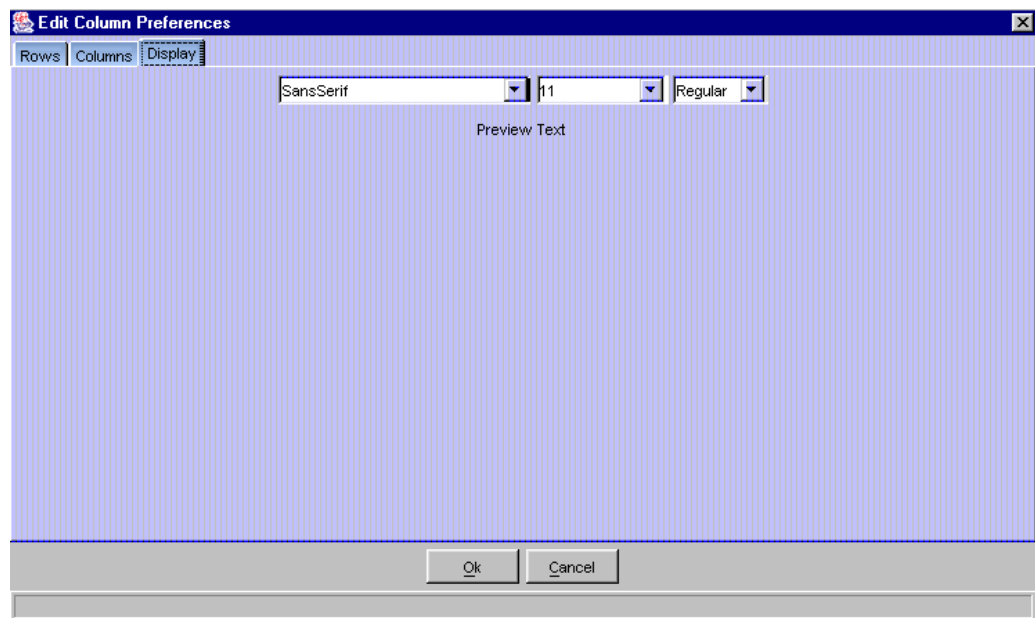 Edit Column Preferences
Rows Columns Display
SansSerif 11 Regular
Preview Text
Ok Cancel